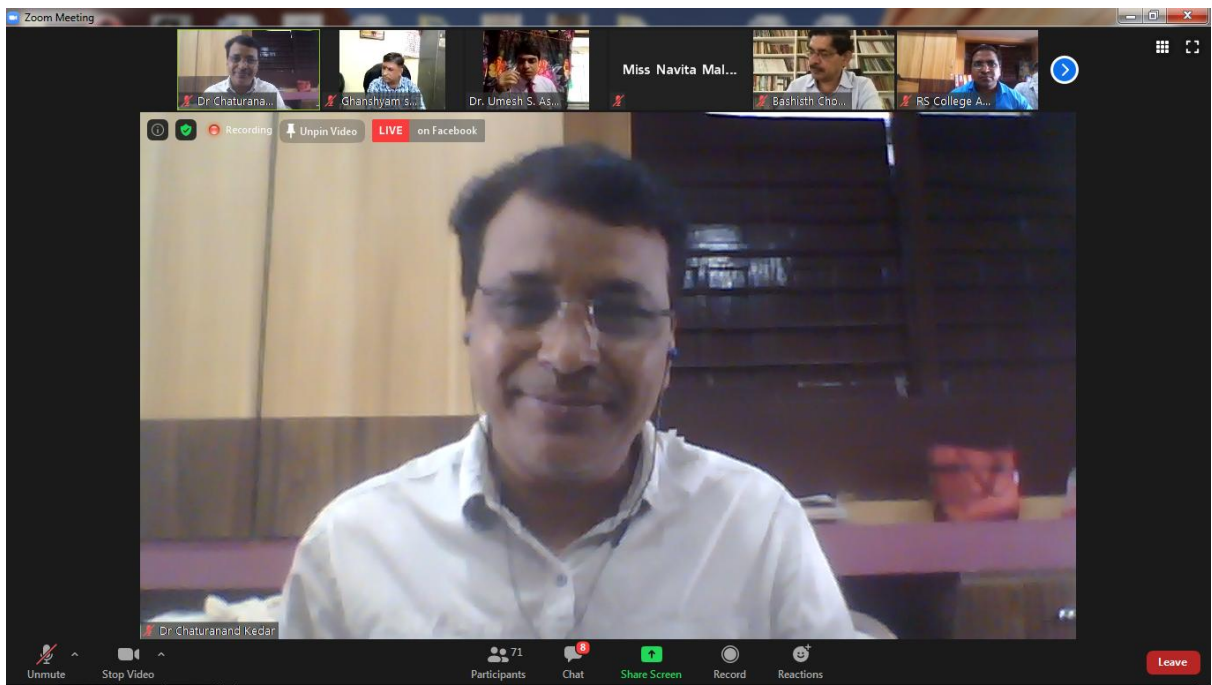 Zoom Meeting
Dr Chaturana...
Ghanshyam s...
Dr. Umesh S. As...
Miss Navita Mal...
Bashisth Cho...
RS College A...
Recording
Unpin Video
LIVE on Facebook
Dr Chaturanand Kedar
Unmute
Stop Video
71
Participants
8
Chat
Share Screen
Record
Reactions
Leave